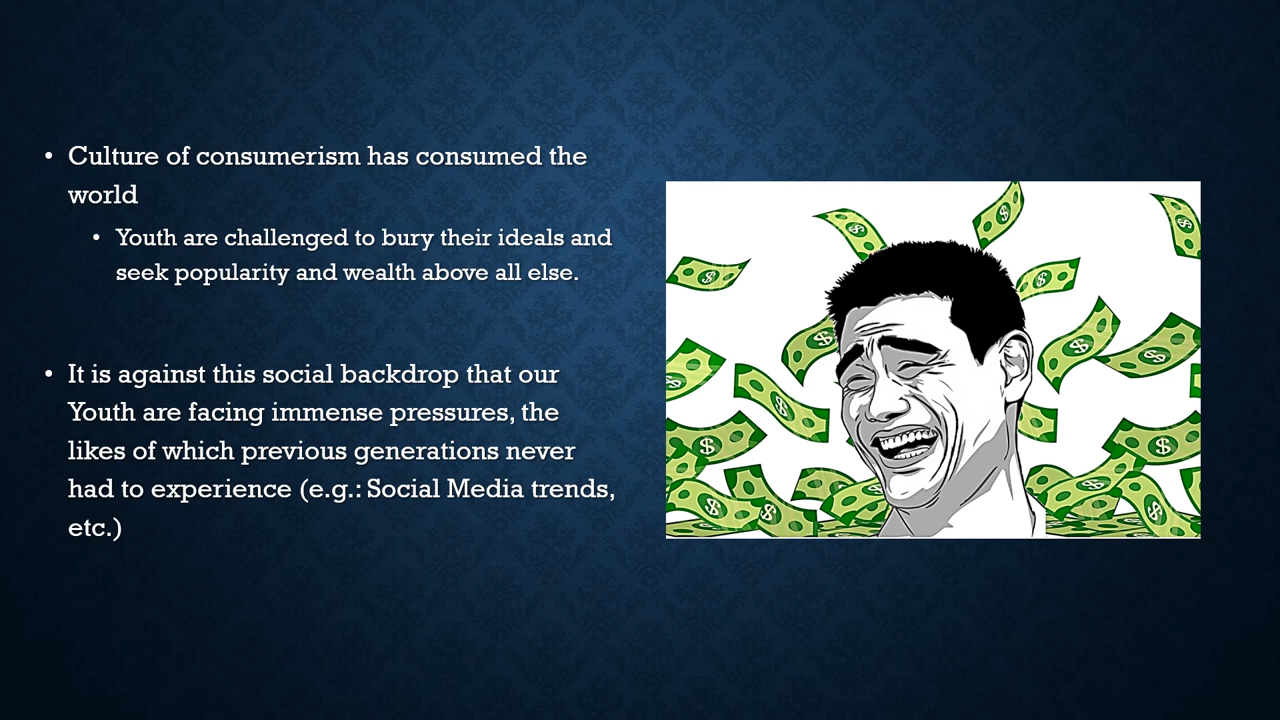 • Culture of consumerism has consumed the
world
• Youth are challenged to bury their ideals and
seek popularity and wealth above all else.
• It is against this social backdrop that our
Youth are facing immense pressures, the
likes of which previous generations never
had to experience (e.g.: Social Media trends,
etc.)